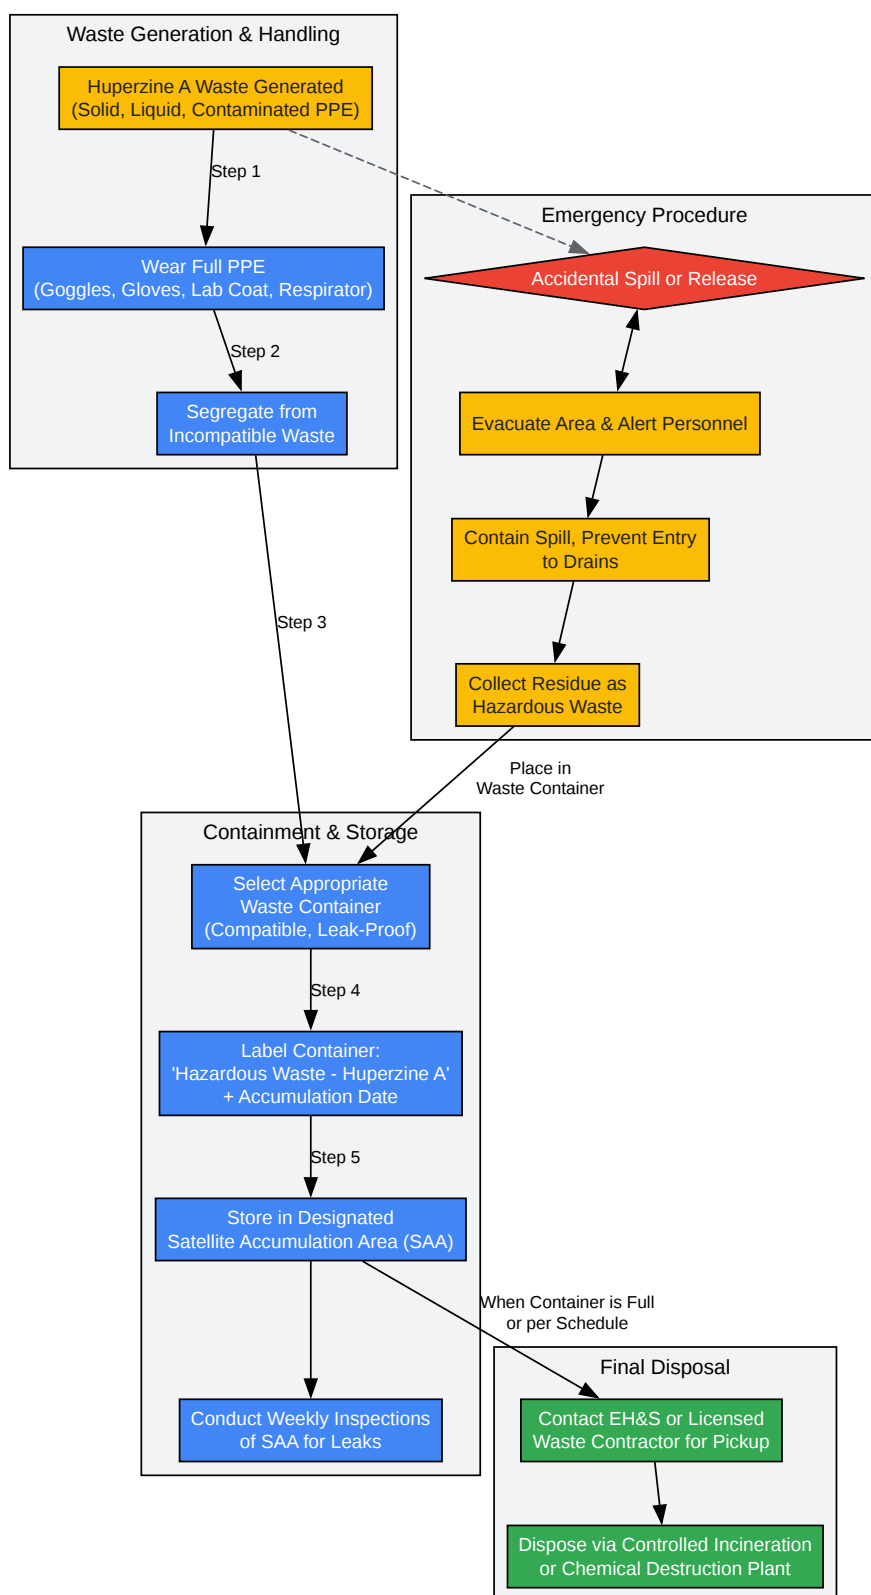 Waste Generation & Handling
Huperzine A Waste Generated
(Solid, Liquid, Contaminated PPE)
Step 1
Wear Full PPE
(Goggles, Gloves, Lab Coat, Respirator)
Step 2
Segregate from
Incompatible Waste
Step 3
Emergency Procedure
Accidental Spill or Release
Evacuate Area & Alert Personnel
Contain Spill, Prevent Entry
to Drains
Collect Residue as
Hazardous Waste
Place in
Waste Container
Containment & Storage
Select Appropriate
Waste Container
(Compatible, Leak-Proof)
Step 4
Label Container:
'Hazardous Waste - Huperzine A'
+ Accumulation Date
Step 5
Store in Designated
Satellite Accumulation Area (SAA)
When Container is Full
or per Schedule
Conduct Weekly Inspections
of SAA for Leaks
Final Disposal
Contact EH&S or Licensed
Waste Contractor for Pickup
Dispose via Controlled Incineration
or Chemical Destruction Plant